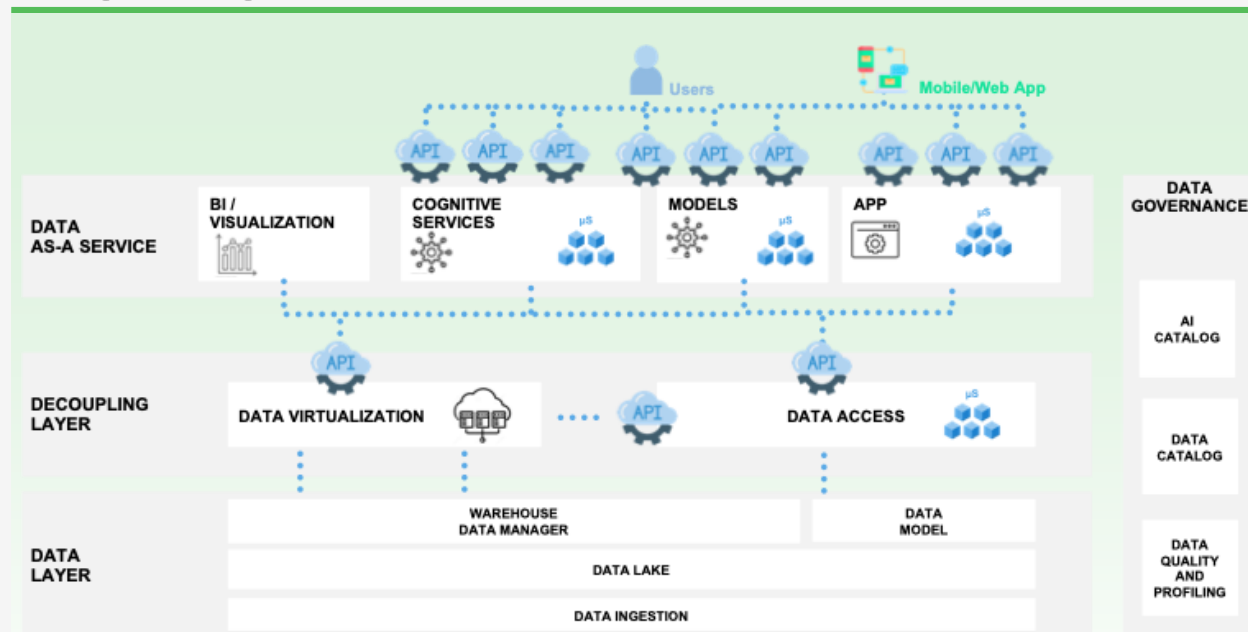 Users
Mobile/Web App
API
API
API
API
API
API
API
API
API
DATA
AS-A SERVICE
BI /
VISUALIZATION
COGNITIVE
SERVICES
µS
MODELS
µS
APP
µS
DATA
GOVERNANCE
AI
CATALOG
DATA
CATALOG
DATA
QUALITY
AND
PROFILING
API
API
DECOUPLING
LAYER
DATA VIRTUALIZATION
API
DATA ACCESS
µS
DATA
LAYER
WAREHOUSE
DATA MANAGER
DATA
MODEL
DATA LAKE
DATA INGESTION